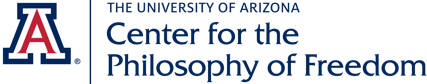 A®
THE UNIVERSITY OF ARIZONA
Center for the
Philosophy of Freedom